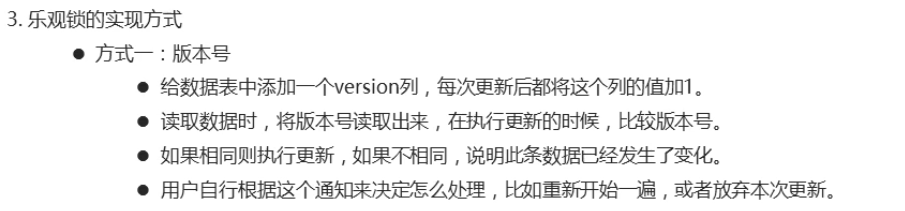 3. 乐观锁的实现方式
● 方式一：版本号
● 给数据表中添加一个version列，每次更新后都将这个列的值加1。
● 读取数据时，将版本号读取出来，在执行更新的时候，比较版本号。
● 如果相同则执行更新，如果不相同，说明此条数据已经发生了变化。
● 用户自行根据这个通知来决定怎么处理，比如重新开始一遍，或者放弃本次更新。